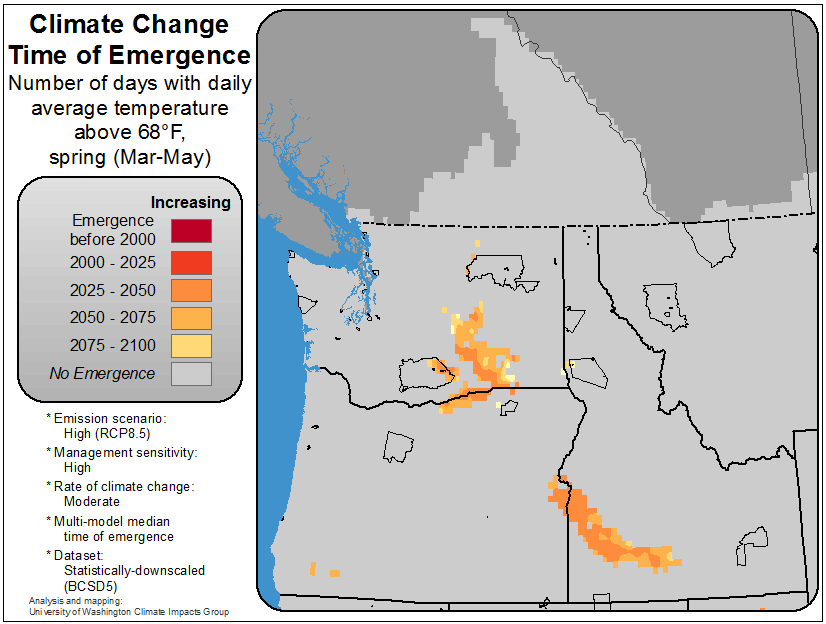 Climate Change
Time of Emergence
Number of days with daily
average temperature
above 68°F,
spring (Mar-May)
Increasing
Emergence
before 2000
2000 - 2025
2025 - 2050
2050 - 2075
2075 - 2100
No Emergence
* Emission scenario:
High (RCP8.5)
* Management sensitivity:
High
* Rate of climate change:
Moderate
* Multi-model median
time of emergence
* Dataset:
Statistically-downscaled
(BCSD5)
Analysis and mapping:
University of Washington Climate Impacts Group